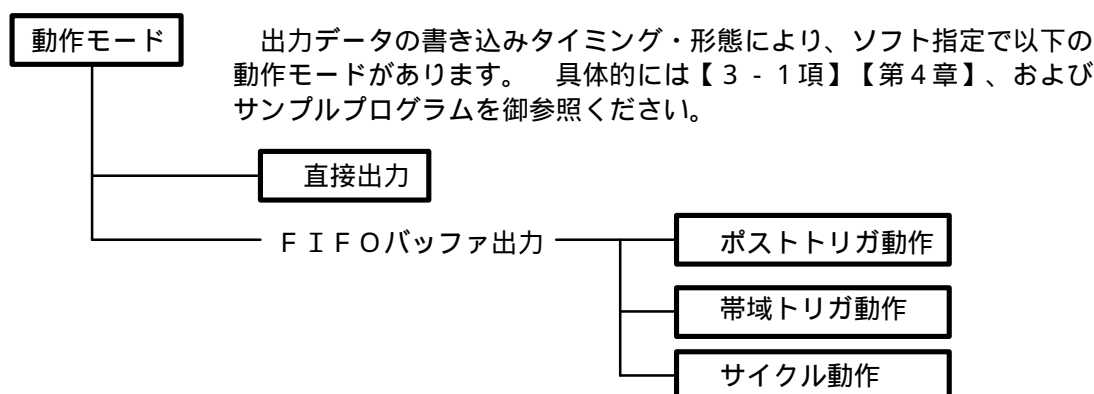 動作モード
出力データの書き込みタイミング・形態により、ソフト指定で以下の
動作モードがあります。　具体的には【３-１項】【第４章】、および
サンプルプログラムを御参照ください。
直接出力
ＦＩＦＯバッファ出力
ポストトリガ動作
帯域トリガ動作
サイクル動作